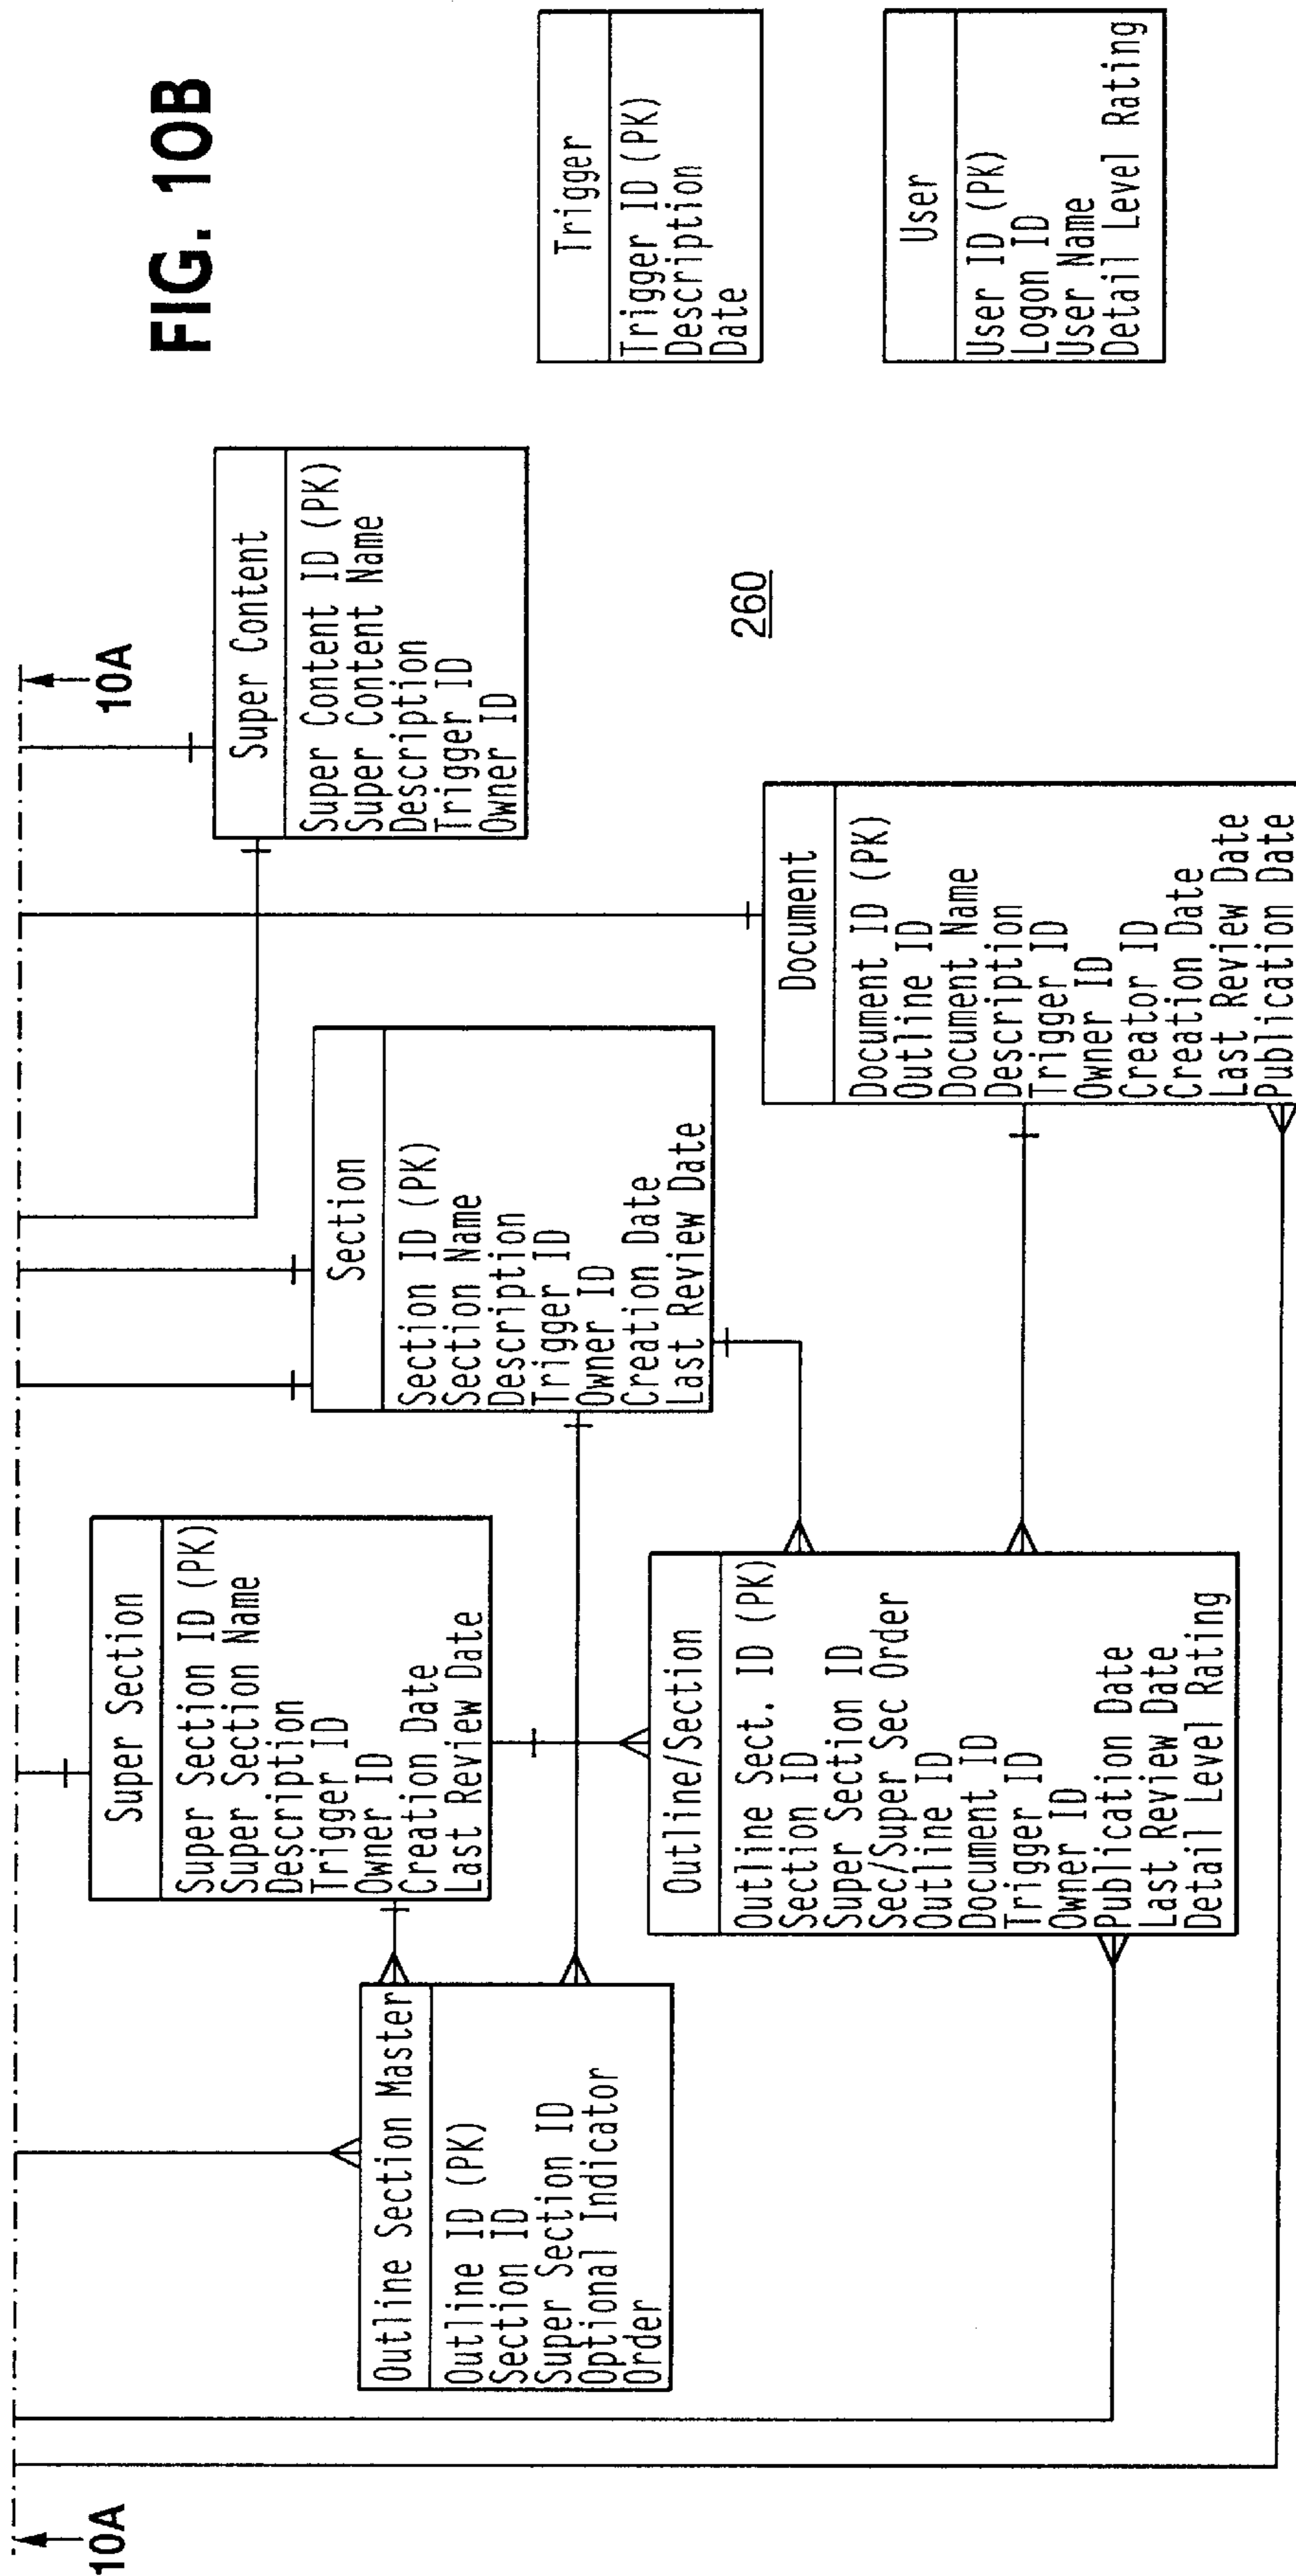 FIG. 10B
10A
10A
260
Super Section
Super Section ID (PK)
Super Section Name
Description
Trigger ID
Owner ID
Creation Date
Last Review Date
Super Content
Super Content ID (PK)
Super Content Name
Description
Trigger ID
Owner ID
Section
Section ID (PK)
Section Name
Description
Trigger ID
Owner ID
Creation Date
Last Review Date
Outline Section Master
Outline ID (PK)
Section ID
Super Section ID
Optional Indicator
Order
Outline/Section
Outline Sect. ID (PK)
Section ID
Super Section ID
Sec/Super Sec Order
Outline ID
Document ID
Trigger ID
Owner ID
Publication Date
Last Review Date
Detail Level Rating
Document
Document ID (PK)
Outline ID
Document Name
Description
Trigger ID
Owner ID
Creator ID
Creation Date
Last Review Date
Publication Date
Trigger
Trigger ID (PK)
Description
Date
User
User ID (PK)
Logon ID
User Name
Detail Level Rating